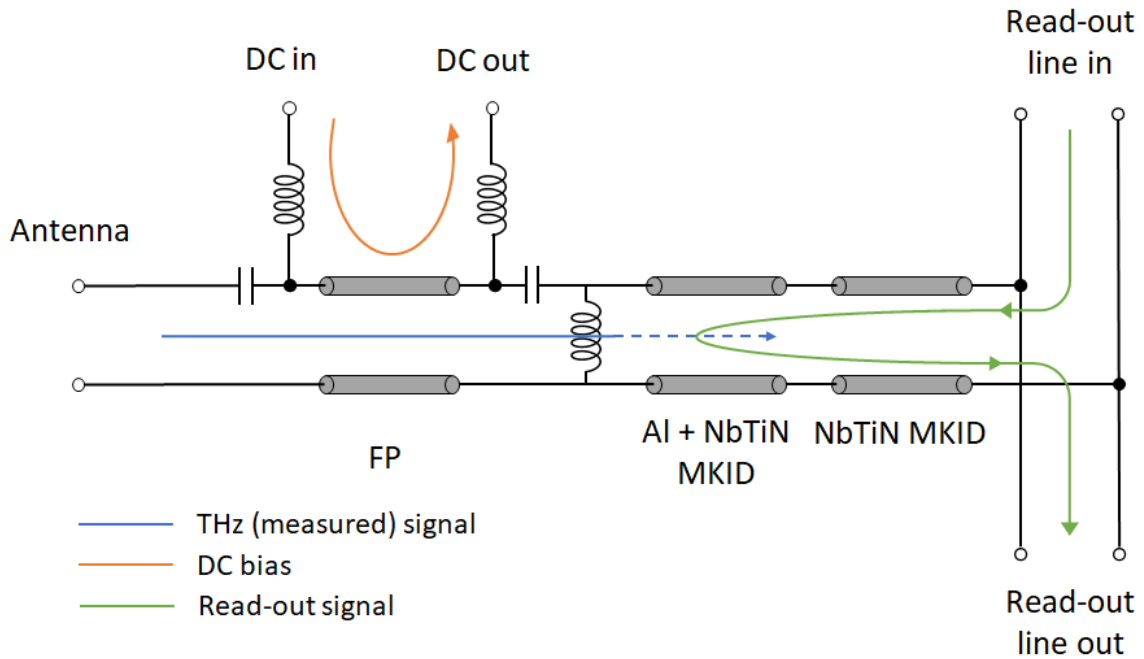 Read-out
line in
DC in
DC out
Antenna
FP
Al + NbTiN
MKID
NbTiN MKID
THz (measured) signal
DC bias
Read-out signal
Read-out
line out